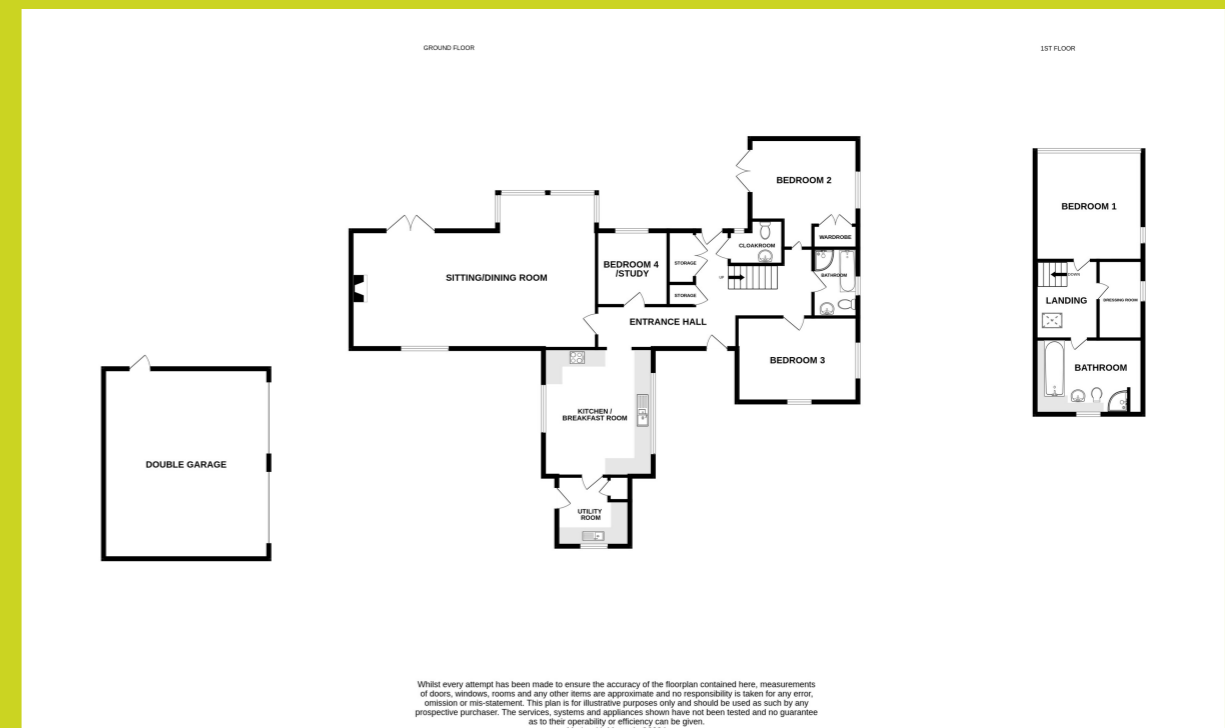 GROUND FLOOR
1ST FLOOR
BEDROOM 2
WARDROBE
CLOAKROOM
SITTING/DINING ROOM
BEDROOM 4
/STUDY
STORAGE
STORAGE
UP
BATHROOM
ENTRANCE HALL
BEDROOM 3
KITCHEN /
BREAKFAST ROOM
UTILITY
ROOM
DOUBLE GARAGE
BEDROOM 1
DOWN
LANDING
DRESSING ROOM
BATHROOM
Whilst every attempt has been made to ensure the accuracy of the floorplan contained here, measurements
of doors, windows, rooms and any other items are approximate and no responsibility is taken for any error,
omission or mis-statement. This plan is for illustrative purposes only and should be used as such by any
prospective purchaser. The services, systems and appliances shown have not been tested and no guarantee
as to their operability or efficiency can be given.